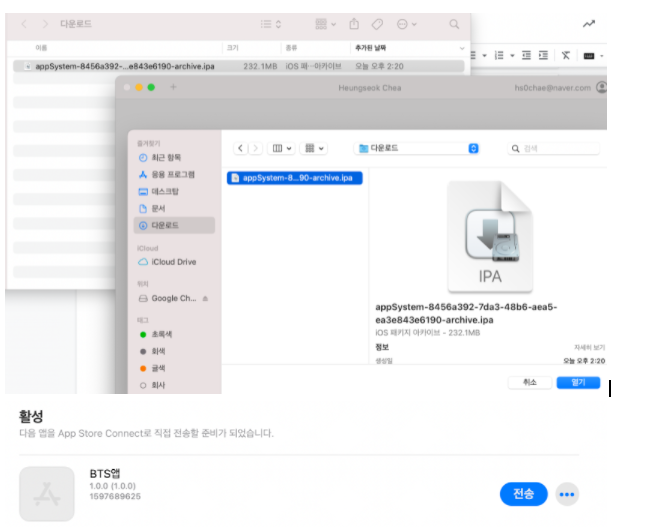 다운로드
이름 크기 종류 추가된 날짜
appSystem-8456a392-...e843e6190-archive.ipa 232.1MB iOS 패···아카이브 오늘 오후 2:20
Heungseok Chea hs0chae@naver.com
즐겨찾기
최근 항목
응용 프로그램
데스크탑
문서
다운로드
iCloud
iCloud Drive
위치
Google Ch...
태그
초록색
회색
귤색
회사
다운로드
검색
appSystem-8...90-archive.ipa
IPA
appSystem-8456a392-7da3-48b6-aea5-
ea3e843e6190-archive.ipa
iOS 패키지 아카이브 - 232.1MB
정보 자세히 보기
생성일 오늘 오후 2:20
취소 열기
활성
다음 앱을 App Store Connect로 직접 전송할 준비가 되었습니다.
BTS앱
1.0.0 (1.0.0)
1597689625
전송